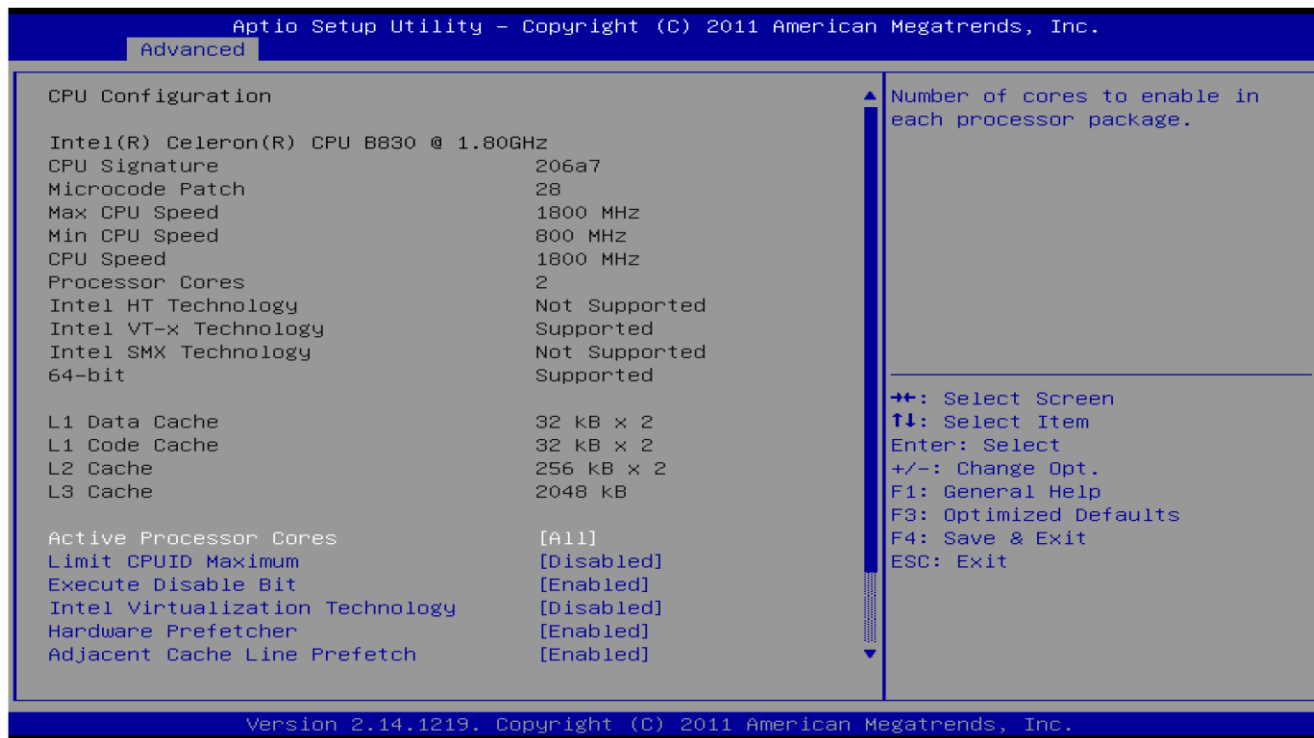 Aptio Setup Utility – Copyright (C) 2011 American Megatrends, Inc.
Advanced
CPU Configuration
Intel(R) Celeron(R) CPU B830 @ 1.80GHz
CPU Signature 206a7
Microcode Patch 28
Max CPU Speed 1800 MHz
Min CPU Speed 800 MHz
CPU Speed 1800 MHz
Processor Cores 2
Intel HT Technology Not Supported
Intel VT-x Technology Supported
Intel SMX Technology Not Supported
64-bit Supported
L1 Data Cache 32 kB x 2
L1 Code Cache 32 kB x 2
L2 Cache 256 kB x 2
L3 Cache 2048 kB
Active Processor Cores [All]
Limit CPUID Maximum [Disabled]
Execute Disable Bit [Enabled]
Intel Virtualization Technology [Disabled]
Hardware Prefetcher [Enabled]
Adjacent Cache Line Prefetch [Enabled]
Number of cores to enable in
each processor package.
→←: Select Screen
↑↓: Select Item
Enter: Select
+/-: Change Opt.
F1: General Help
F3: Optimized Defaults
F4: Save & Exit
ESC: Exit
Version 2.14.1219. Copyright (C) 2011 American Megatrends, Inc.